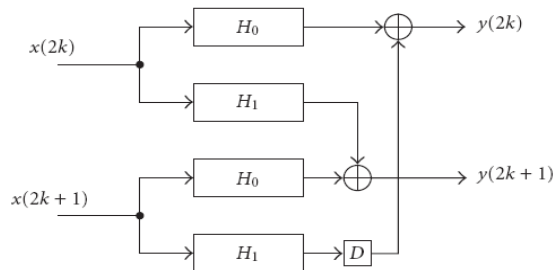 x(2k)
H₀
y(2k)
H₁
x(2k + 1)
H₀
y(2k + 1)
H₁
D